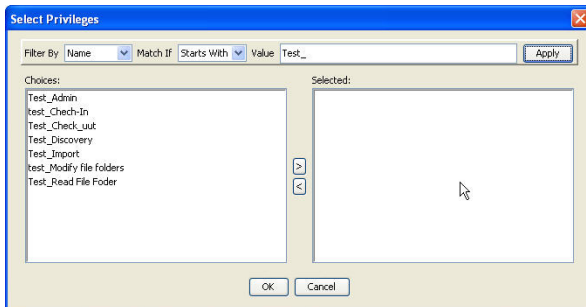 Select Privileges
Filter By Name Match If Starts With Value Test_ Apply
Choices: Selected:
Test_Admin
test_Chech-In
Test_Check_uut
Test_Discovery
Test_Import
test_Modify file folders
Test_Read File Foder
>
<
OK Cancel